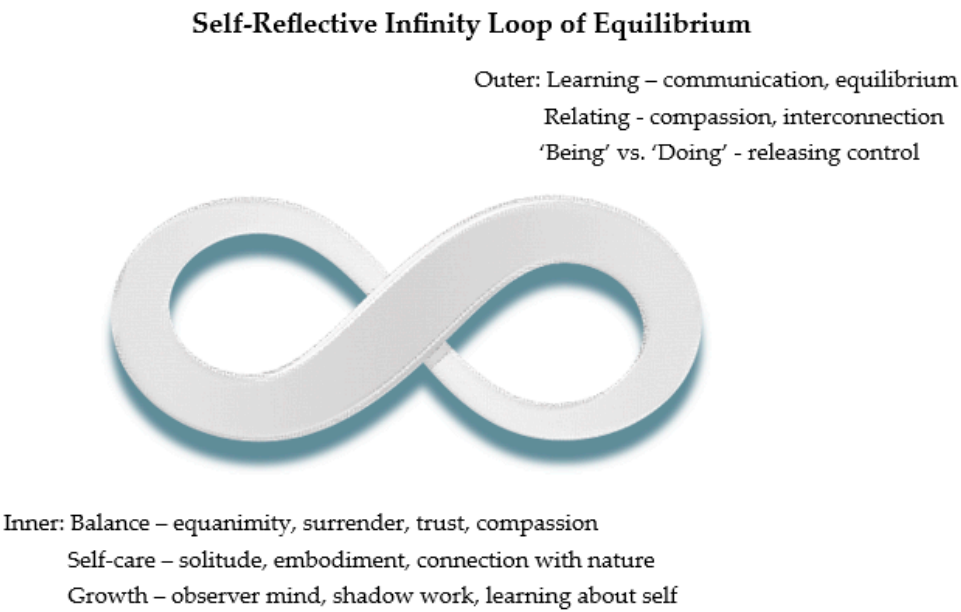 Self-Reflective Infinity Loop of Equilibrium
Outer: Learning – communication, equilibrium
Relating - compassion, interconnection
‘Being’ vs. ‘Doing’ - releasing control
Inner: Balance – equanimity, surrender, trust, compassion
Self-care – solitude, embodiment, connection with nature
Growth – observer mind, shadow work, learning about self